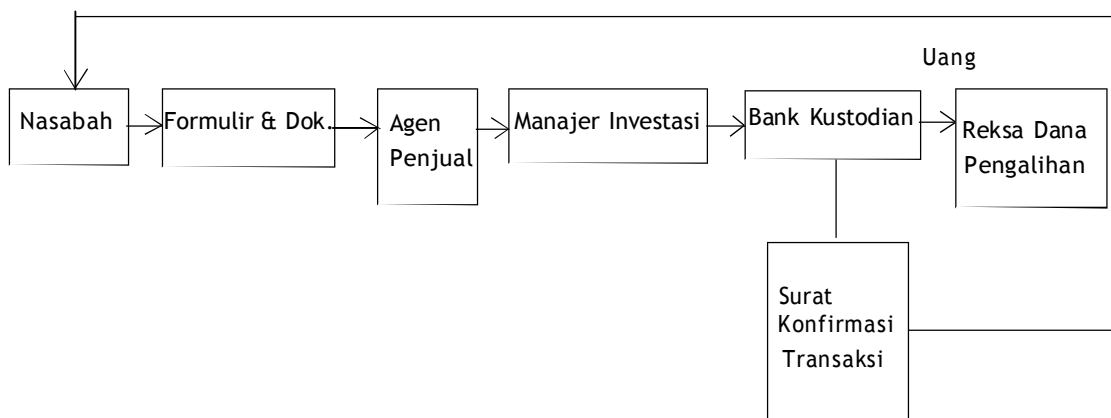 Uang
Nasabah
Formulir & Dok.
Agen
Penjual
Manajer Investasi
Bank Kustodian
Reksa Dana
Pengalihan
Surat
Konfirmasi
Transaksi